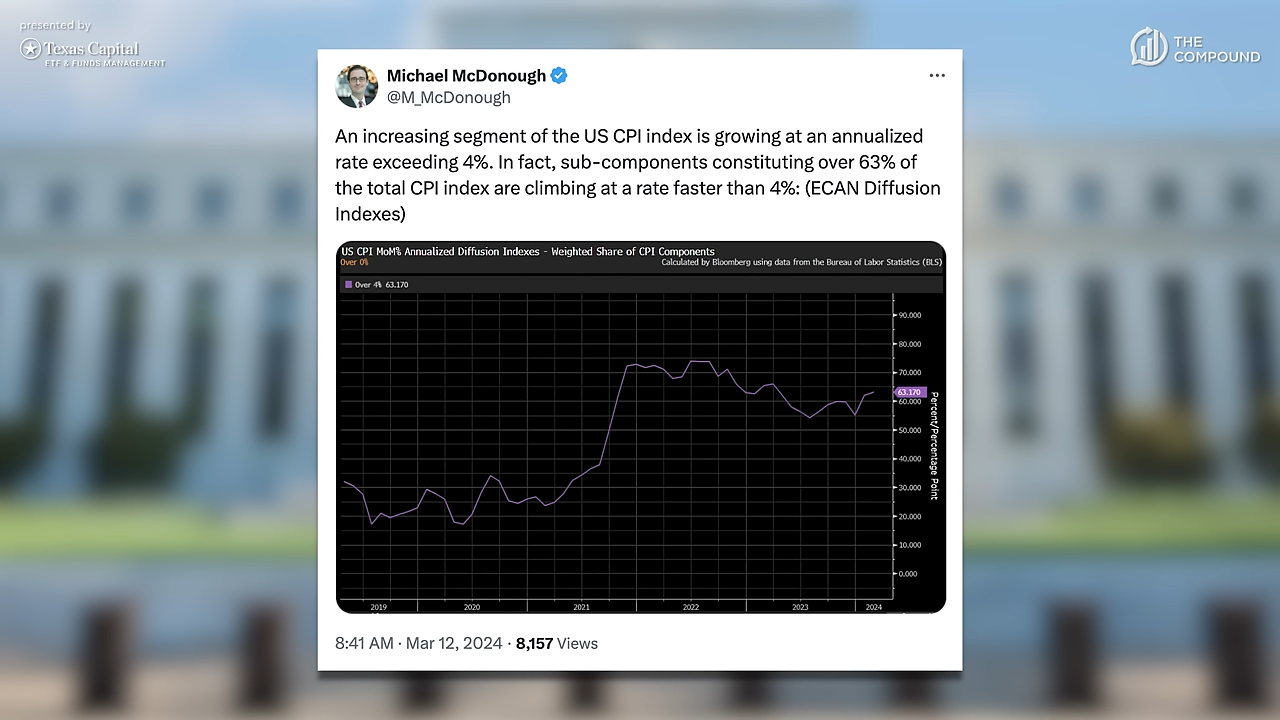 presented by
Texas Capital
ETF & FUNDS MANAGEMENT
THE
COMPOUND
Michael McDonough
@M_McDonough
An increasing segment of the US CPI index is growing at an annualized
rate exceeding 4%. In fact, sub-components constituting over 63% of
the total CPI index are climbing at a rate faster than 4%: (ECAN Diffusion
Indexes)
US CPI MoM% Annualized Diffusion Indexes - Weighted Share of CPI Components
Over 0%
Calculated by Bloomberg using data from the Bureau of Labor Statistics (BLS)
Over 4% 63.170
90.000
80.000
70.000
63.170
60.000
50.000
40.000
30.000
20.000
10.000
0.000
Percent/Percentage Point
2019 2020 2021 2022 2023 2024
8:41 AM · Mar 12, 2024 · 8,157 Views